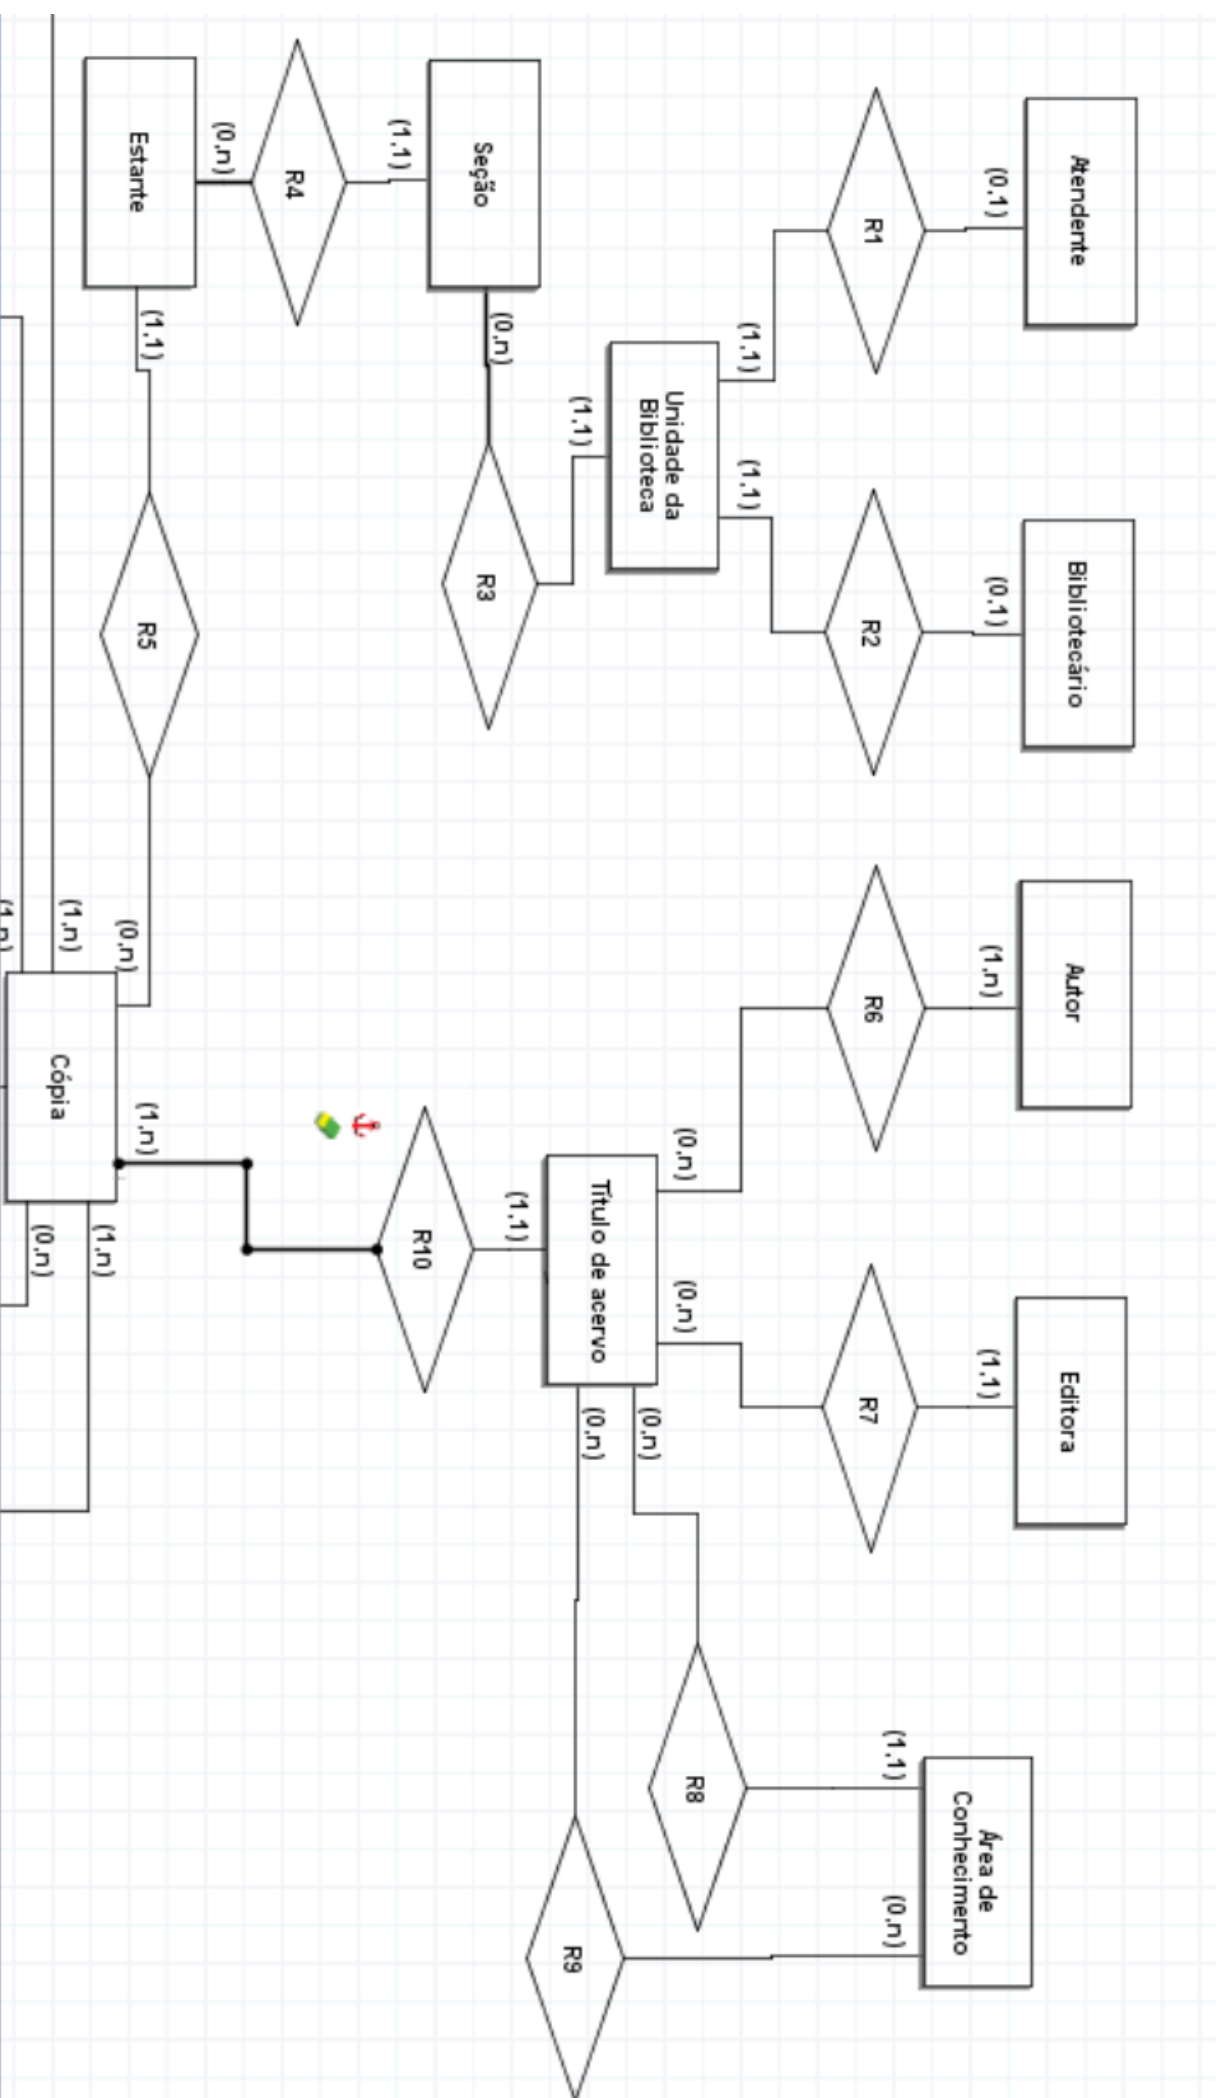 Atendente
Bibliotecário
Autor
Editora
Área de
Conhecimento
(0,1)
(0,1)
(1,n)
(1,1)
(1,1)
(0,n)
R1
R2
R6
R7
(1,1)
(1,1)
(0,n)
(0,n)
(0,n)
R8
Unidade da
Biblioteca
Título de acervo
(0,n)
R9
(1,1)
(1,1)
Seção
(0,n)
R3
R10
(1,1)
R4
(0,n)
Estante
(1,1)
R5
(0,n)
(1,n)
(1,n)
(1,n)
Cópia
(1,n)
(0,n)
(1,n)